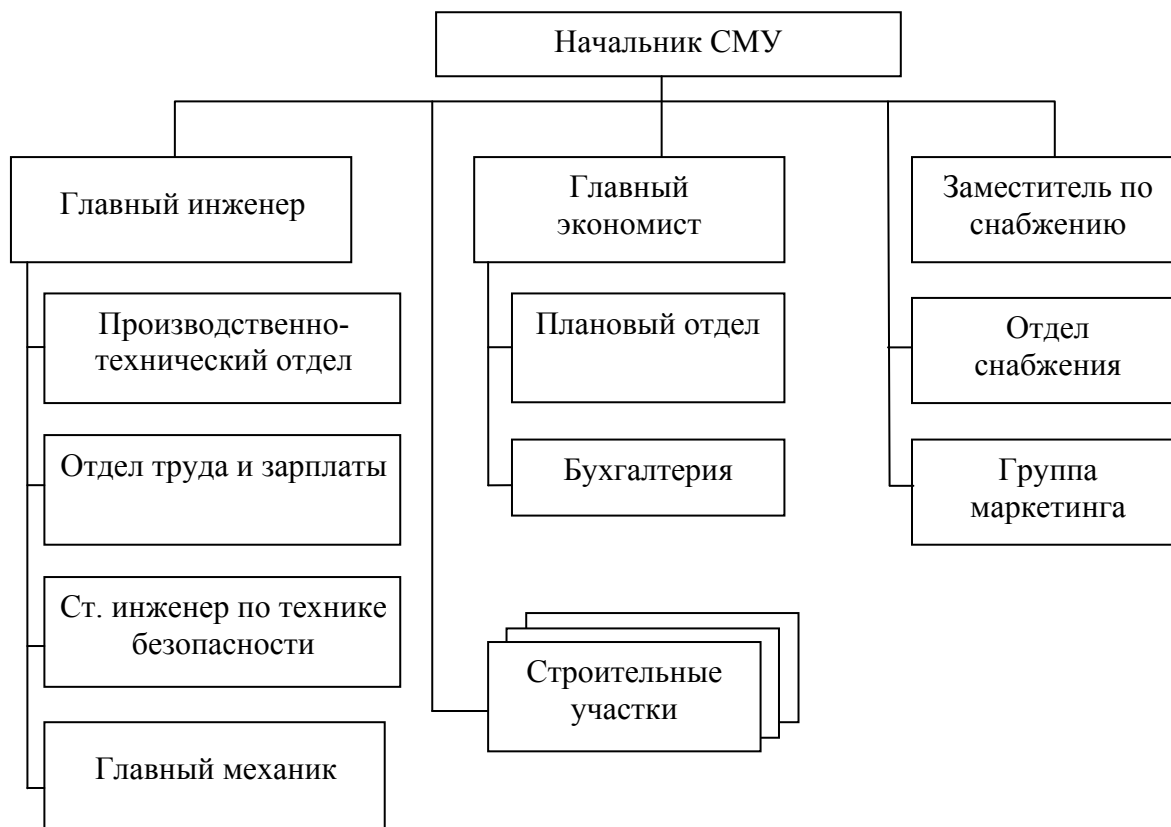 Начальник СМУ
Главный инженер
Главный
экономист
Заместитель по
снабжению
Производственно-
технический отдел
Плановый отдел
Отдел
снабжения
Отдел труда и зарплаты
Бухгалтерия
Группа
маркетинга
Ст. инженер по технике
безопасности
Строительные
участки
Главный механик